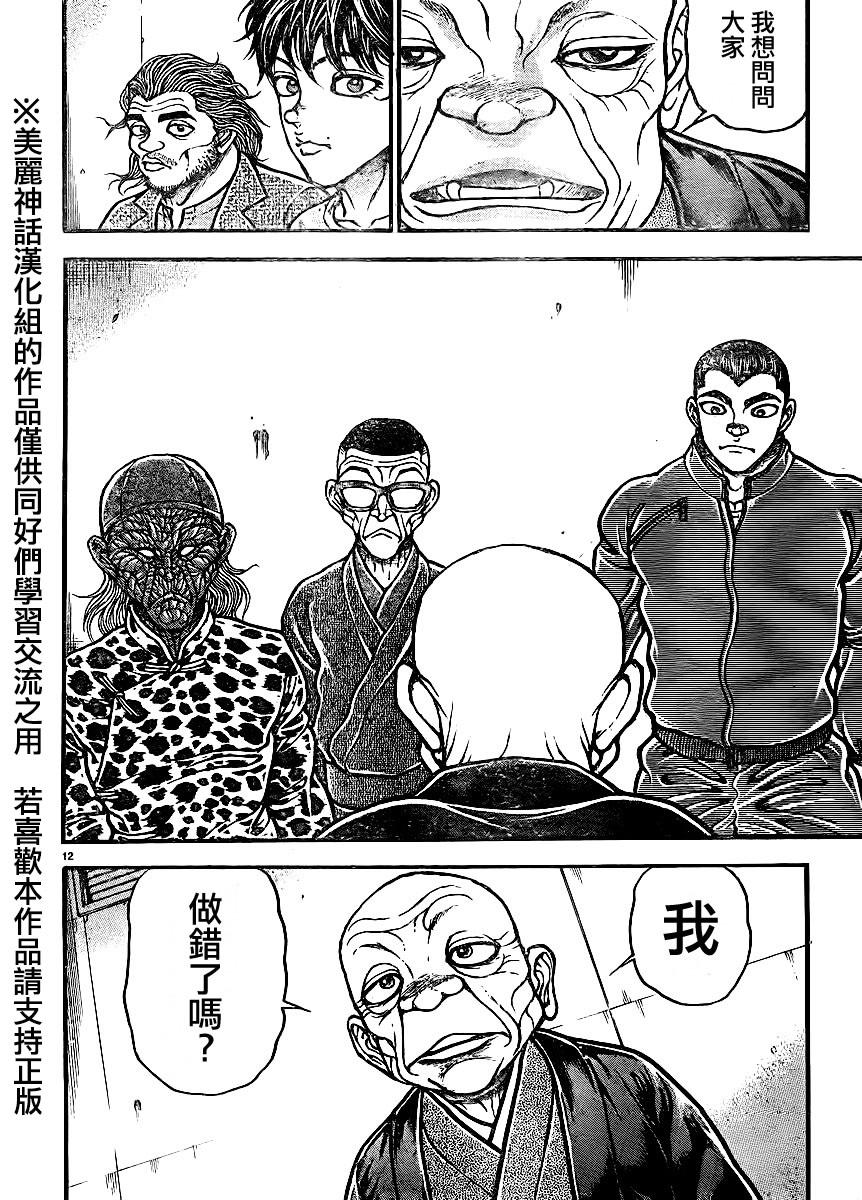 我想問問
大家
12
我
做錯了嗎？
※美麗神話漢化組的作品僅供同好們學習交流之用　若喜歡本作品請支持正版